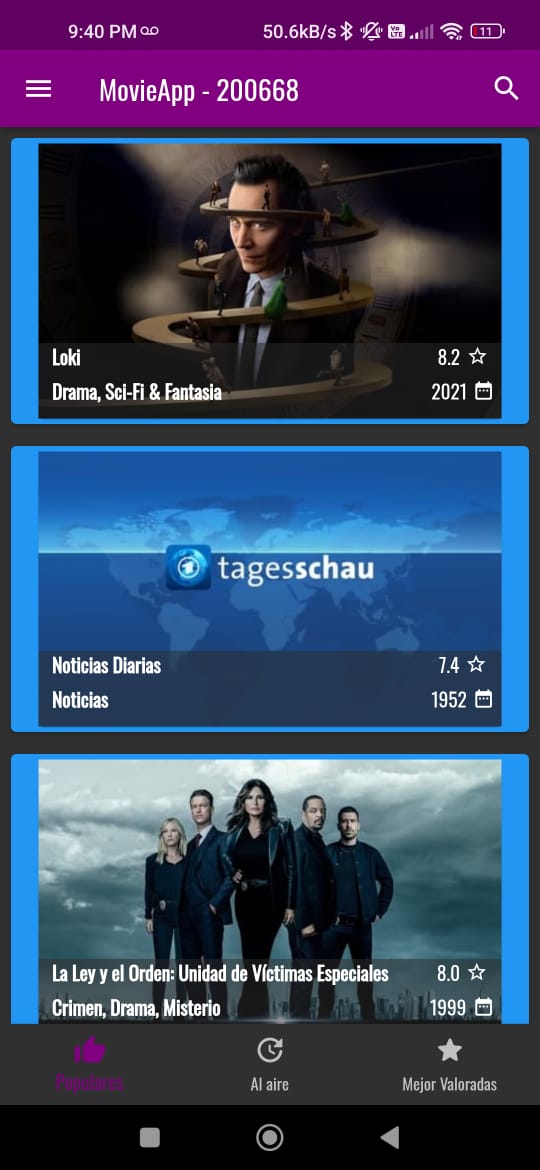 9:40 PM
50.6kB/s Vo LTE 11
MovieApp - 200668
Loki 8.2
Drama, Sci-Fi & Fantasia 2021
tagesschau
Noticias Diarias 7.4
Noticias 1952
La Ley y el Orden: Unidad de Víctimas Especiales 8.0
Crimen, Drama, Misterio 1999
Populares
Al aire
Mejor Valoradas